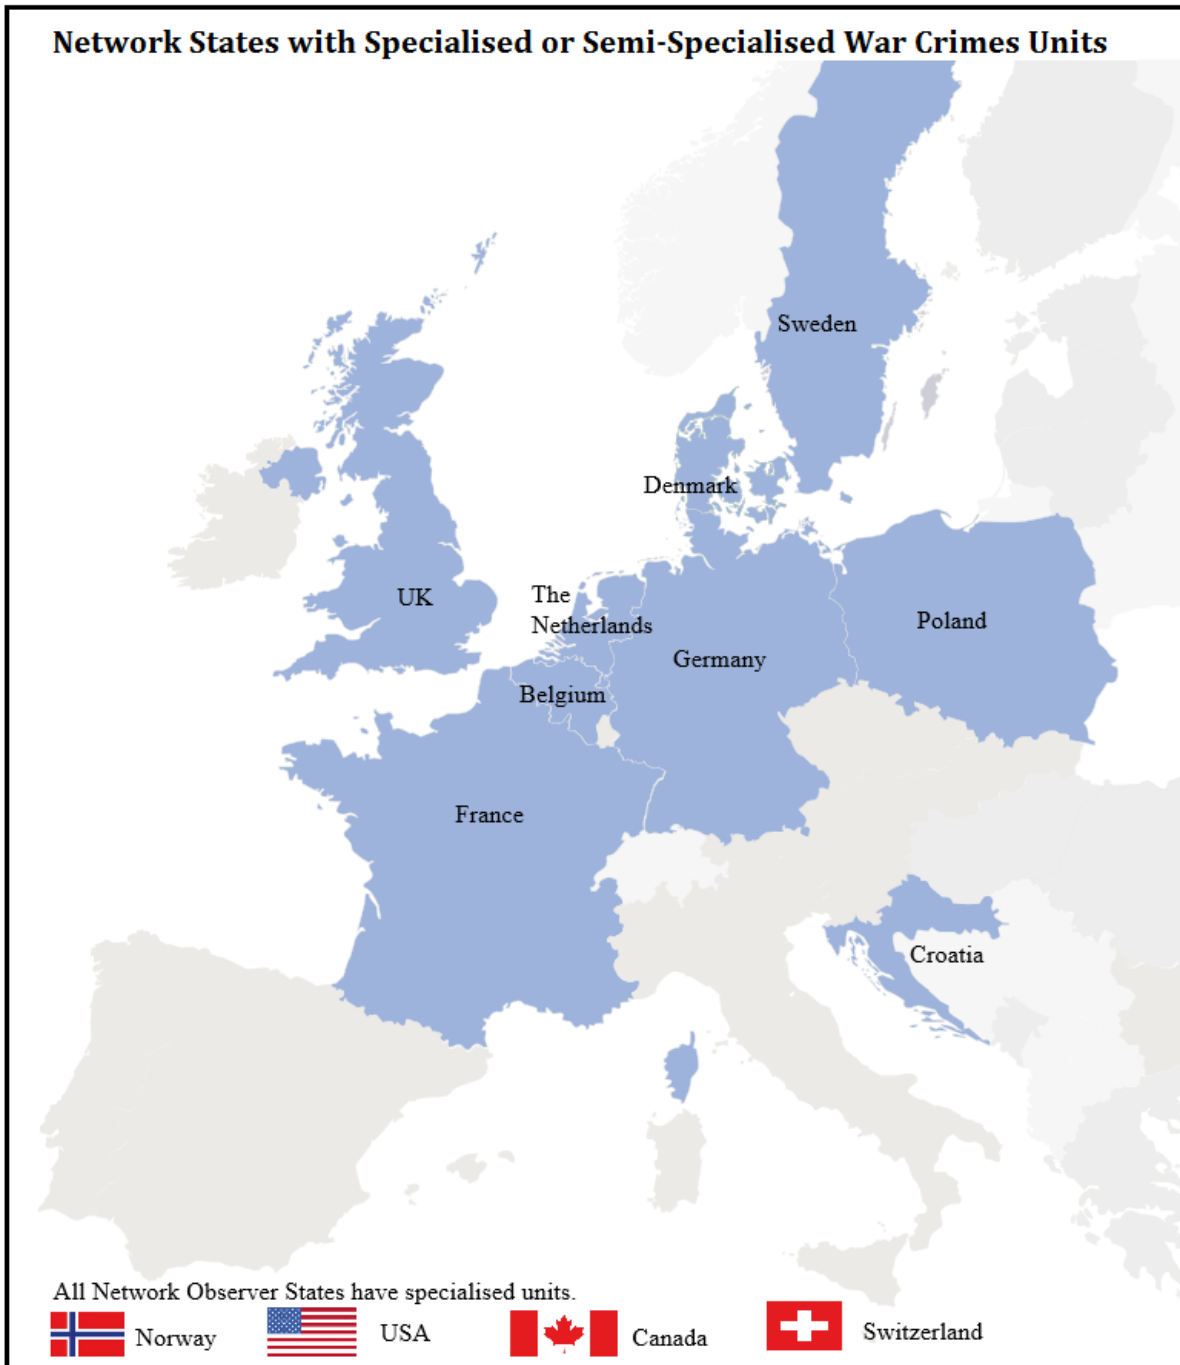 Network States with Specialised or Semi-Specialised War Crimes Units
Sweden
Denmark
UK
The
Netherlands
Poland
Germany
Belgium
France
Croatia
All Network Observer States have specialised units.
Norway
USA
Canada
Switzerland